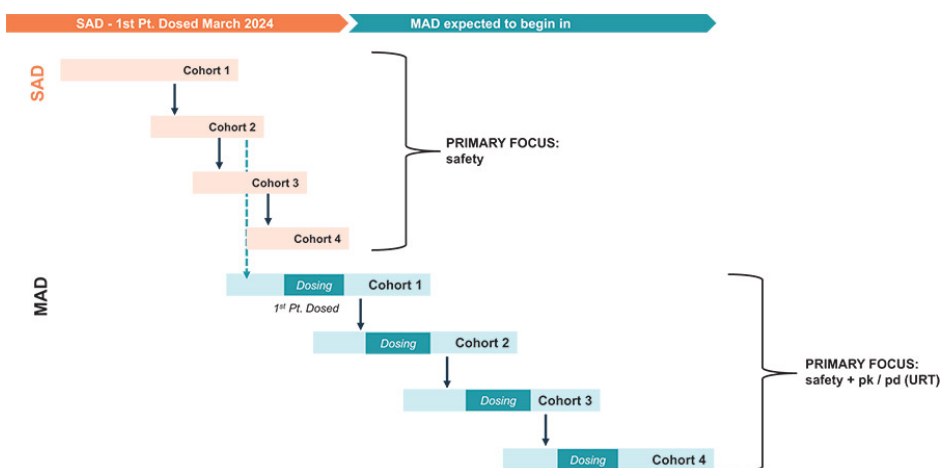 SAD - 1st Pt. Dosed March 2024
MAD expected to begin in
SAD
Cohort 1
Cohort 2
PRIMARY FOCUS:
safety
Cohort 3
Cohort 4
MAD
Dosing
Cohort 1
1st Pt. Dosed
Dosing
Cohort 2
PRIMARY FOCUS:
safety + pk / pd (URT)
Dosing
Cohort 3
Dosing
Cohort 4